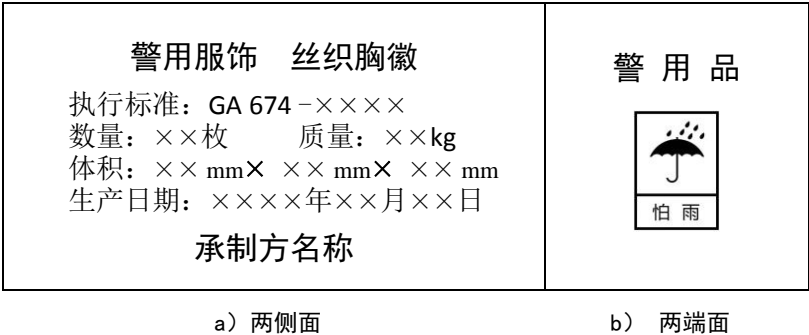 警用服饰 丝织胸徽
执行标准：GA 674 -××××
数量：××枚 质量：××kg
体积：×× mm× ×× mm× ×× mm
生产日期：××××年××月××日
承制方名称
警 用 品
怕 雨
a）两侧面
b） 两端面